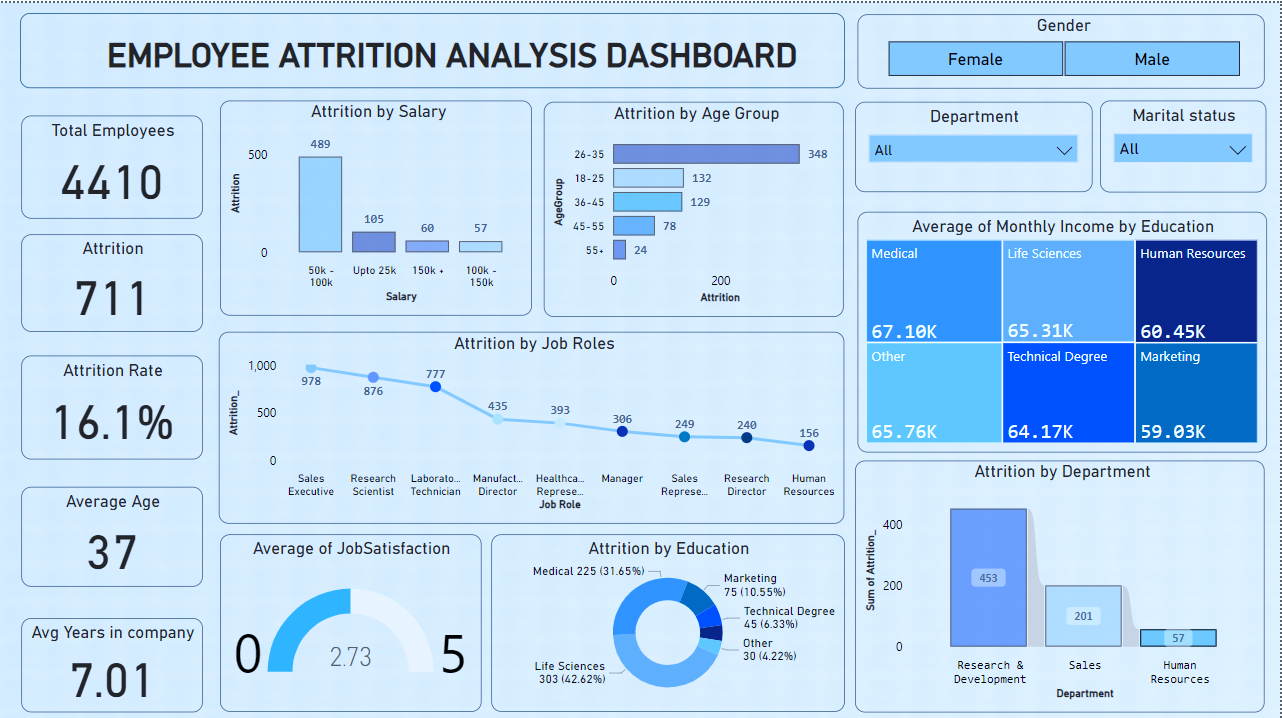 EMPLOYEE ATTRITION ANALYSIS DASHBOARD
Gender
Female
Male
Department
All
Marital status
All
Total Employees
4410
Attrition
711
Attrition Rate
16.1%
Average Age
37
Avg Years in company
7.01
Attrition by Salary
Attrition
500
0
489
105
60
57
50k -
100k
Upto 25k
150k +
100k -
150k
Salary
Attrition by Age Group
AgeGroup
26-35
348
18-25
132
36-45
129
45-55
78
55+
24
0
200
Attrition
Average of Monthly Income by Education
Medical
67.10K
Life Sciences
65.31K
Human Resources
60.45K
Other
65.76K
Technical Degree
64.17K
Marketing
59.03K
Attrition by Job Roles
Attrition_
1,000
500
0
978
876
777
435
393
306
249
240
156
Sales
Executive
Research
Scientist
Laborato...
Technician
Manufact...
Director
Healthca...
Represe...
Manager
Sales
Represe...
Research
Director
Human
Resources
Job Role
Average of JobSatisfaction
0
2.73
5
Attrition by Education
Medical 225 (31.65%)
Marketing
75 (10.55%)
Technical Degree
45 (6.33%)
Other
30 (4.22%)
Life Sciences
303 (42.62%)
Attrition by Department
Sum of Attrition_
400
200
0
453
201
57
Research &
Development
Sales
Human
Resources
Department